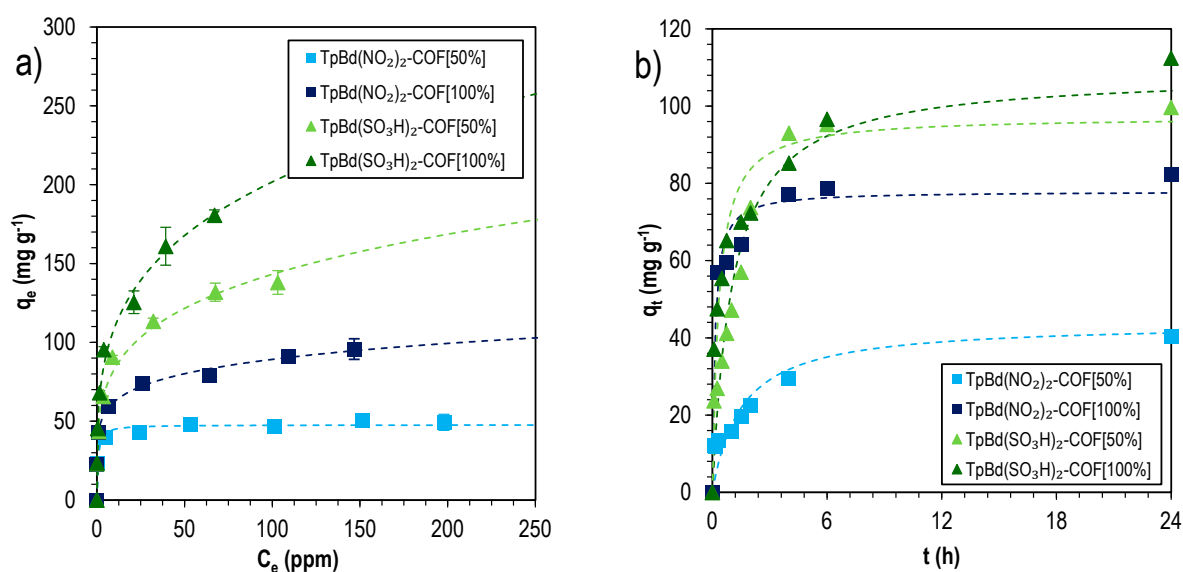 a)
300
250
200
150
100
50
0
qₑ (mg g⁻¹)
TpBd(NO₂)₂-COF[50%]
TpBd(NO₂)₂-COF[100%]
TpBd(SO₃H)₂-COF[50%]
TpBd(SO₃H)₂-COF[100%]
0 50 100 150 200 250
Cₑ (ppm)
b)
120
100
80
60
40
20
0
qₜ (mg g⁻¹)
TpBd(NO₂)₂-COF[50%]
TpBd(NO₂)₂-COF[100%]
TpBd(SO₃H)₂-COF[50%]
TpBd(SO₃H)₂-COF[100%]
0 6 12 18 24
t (h)